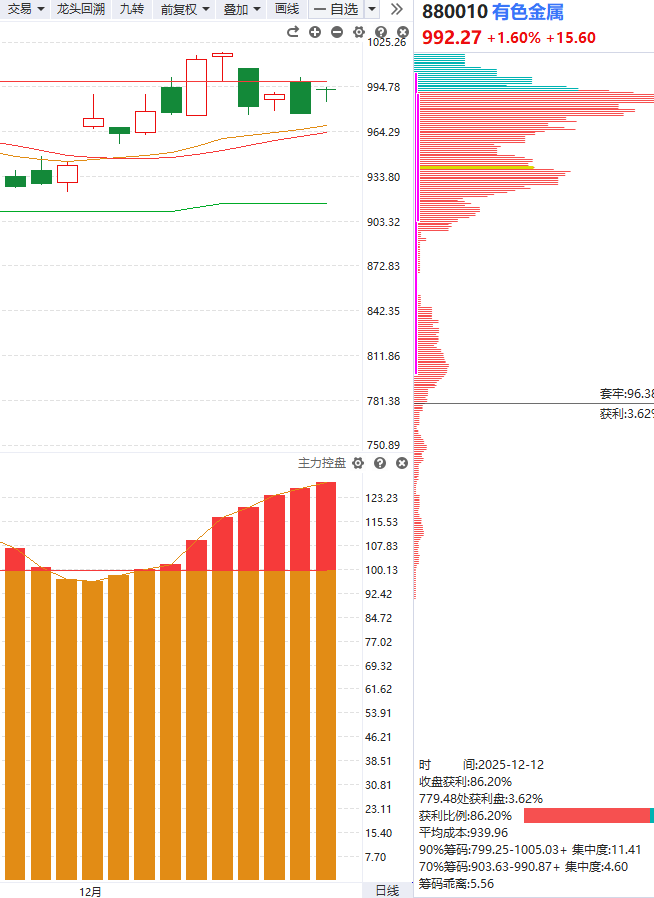 交易 龙头回溯 九转 前复权 叠加 画线 自选
880010 有色金属
992.27 +1.60% +15.60
1025.26
994.78
964.29
933.80
903.32
872.83
842.35
811.86
781.38
750.89
套牢:96.38
获利:3.62%
主力控盘
123.23
115.53
107.83
100.13
92.42
84.72
77.02
69.32
61.62
53.91
46.21
38.51
30.81
23.11
15.40
7.70
12月
日线
时 间:2025-12-12
收盘获利:86.20%
779.48处获利盘:3.62%
获利比例:86.20%
平均成本:939.96
90%筹码:799.25-1005.03+ 集中度:11.41
70%筹码:903.63-990.87+ 集中度:4.60
筹码乖离:5.56